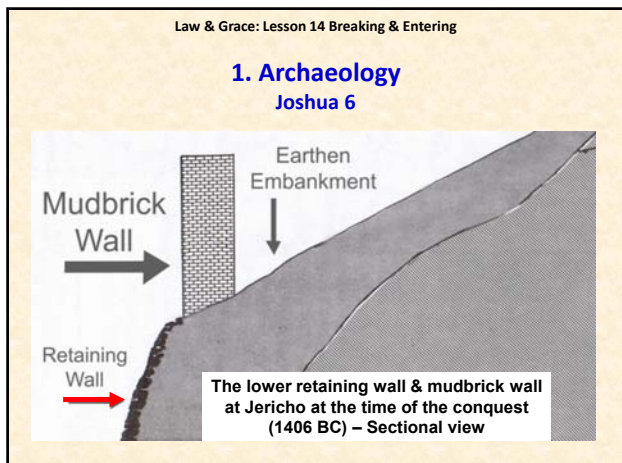 Law & Grace: Lesson 14 Breaking & Entering
1. Archaeology
Joshua 6
Earthen
Embankment
Mudbrick
Wall
Retaining
Wall
The lower retaining wall & mudbrick wall
at Jericho at the time of the conquest
(1406 BC) – Sectional view